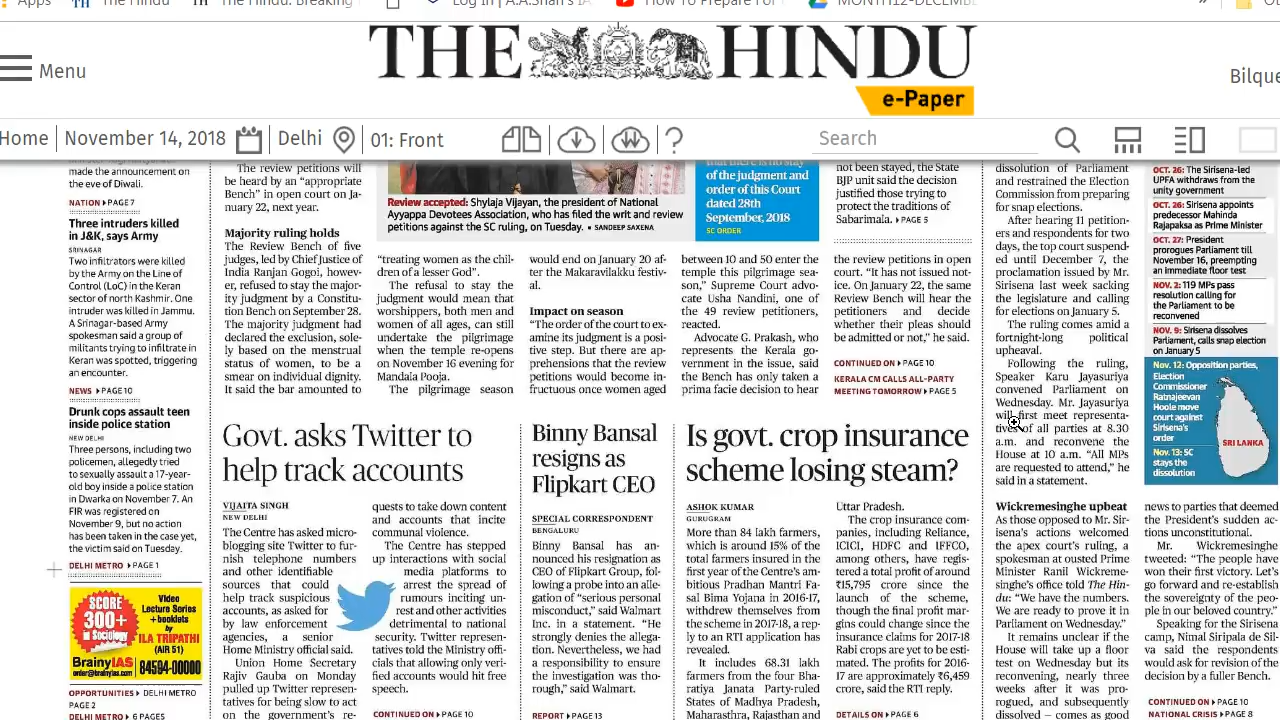 Apps
The Hindu
The Hindu: Breaking
Log In | A.A.Shah's IA
How To Prepare For
MONTH12-DECEMBE
»
THE HINDU
e-Paper
Menu
Bilque
Home
November 14, 2018
Delhi
01: Front
Search
made the announcement on
the eve of Diwali.
NATION PAGE 7
Three intruders killed
in J&K, says Army
SRINAGAR
Two infiltrators were killed
by the Army on the Line of
Control (LoC) in the Keran
sector of north Kashmir. One
intruder was killed in Jammu.
A Srinagar-based Army
spokesman said a group of
militants trying to infiltrate in
Keran was spotted, triggering
an encounter.
NEWS PAGE 10
Drunk cops assault teen
inside police station
NEW DELHI
Three persons, including two
policemen, allegedly tried
to sexually assault a 17-year-
old boy inside a police station
in Dwarka on November 7. An
FIR was registered on
November 9, but no action
has been taken in the case yet,
the victim said on Tuesday.
DELHI METRO PAGE 1
SCORE
300+
in Sociology
Video
Lecture Series
+ booklets
by
ILA TRIPATHI
(AIR 51)
BrainyIAS
order@brainyias.com
84594-00000
OPPORTUNITIES DELHI METRO
PAGE 2
DELHI METRO 6 PAGES
The review petitions will
be heard by an "appropriate
Bench" in open court on Ja-
nuary 22, next year.
Majority ruling holds
The Review Bench of five
judges, led by Chief Justice of
India Ranjan Gogoi, howev-
er, refused to stay the major-
ity judgment by a Constitu-
tion Bench on September 28.
The majority judgment had
declared the exclusion, sole-
ly based on the menstrual
status of women, to be a
smear on individual dignity.
It said the bar amounted to
Review accepted: Shylaja Vijayan, the president of National
Ayyappa Devotees Association, who has filed the writ and review
petitions against the SC ruling, on Tuesday. SANDEEP SAXENA
that there is no stay
of the judgment and
order of this Court
dated 28th
September, 2018
SC ORDER
"treating women as the chil-
dren of a lesser God".
The refusal to stay the
judgment would mean that
worshippers, both men and
women of all ages, can still
undertake the pilgrimage
when the temple re-opens
on November 16 evening for
Mandala Pooja.
The pilgrimage season
would end on January 20 af-
ter the Makaravilakku festiv-
al.
Impact on season
"The order of the court to ex-
amine its judgment is a posi-
tive step. But there are ap-
prehensions that the review
petitions would become in-
fructuous once women aged
between 10 and 50 enter the
temple this pilgrimage sea-
son," Supreme Court advo-
cate Usha Nandini, one of
the 49 review petitioners,
reacted.
Advocate G. Prakash, who
represents the Kerala go-
vernment in the issue, said
the Bench has only taken a
prima facie decision to hear
not been stayed, the State
BJP unit said the decision
justified those trying to
protect the traditions of
Sabarimala. PAGE 5
the review petitions in open
court. "It has not issued not-
ice. On January 22, the same
Review Bench will hear the
petitioners and decide
whether their pleas should
be admitted or not," he said.
CONTINUED ON PAGE 10
KERALA CM CALLS ALL-PARTY
MEETING TOMORROW PAGE 5
Govt. asks Twitter to
help track accounts
VIJAITA SINGH
NEW DELHI
The Centre has asked micro-
blogging site Twitter to fur-
nish telephone numbers
and other identifiable
sources that could
help track suspicious
accounts, as asked for
by law enforcement
agencies, a senior
Home Ministry official said.
Union Home Secretary
Rajiv Gauba on Monday
pulled up Twitter represen-
tatives for being slow to act
on the government's re-
quests to take down content
and accounts that incite
communal violence.
The Centre has stepped
up interactions with social
media platforms to
arrest the spread of
rumours inciting un-
rest and other activities
detrimental to national
security. Twitter represen-
tatives told the Ministry offi-
cials that allowing only veri-
fied accounts would hit free
speech.
CONTINUED ON PAGE 10
Binny Bansal
resigns as
Flipkart CEO
SPECIAL CORRESPONDENT
BENGALURU
Binny Bansal has an-
nounced his resignation as
CEO of Flipkart Group, fol-
lowing a probe into an alle-
gation of "serious personal
misconduct," said Walmart
Inc. in a statement. "He
strongly denies the allega-
tion. Nevertheless, we had
a responsibility to ensure
the investigation was tho-
rough," said Walmart.
REPORT PAGE 13
Is govt. crop insurance
scheme losing steam?
ASHOK KUMAR
GURUGRAM
More than 84 lakh farmers,
which is around 15% of the
total farmers insured in the
first year of the Centre's am-
bitious Pradhan Mantri Fa-
sal Bima Yojana in 2016-17,
withdrew themselves from
the scheme in 2017-18, a rep-
ly to an RTI application has
revealed.
It includes 68.31 lakh
farmers from the four Bha-
ratiya Janata Party-ruled
States of Madhya Pradesh,
Maharasthra, Rajasthan and
Uttar Pradesh.
The crop insurance com-
panies, including Reliance,
ICICI, HDFC and IFFCO,
have registered a total profit of around
₹15,795 crore since the
launch of the scheme,
though the final profit mar-
gins could change since the
insurance claims for 2017-18
Rabi crops are yet to be esti-
mated. The profits for 2016-
17 are approximately ₹6,459
crore, said the RTI reply.
DETAILS ON PAGE 6
dissolution of Parliament
and restrained the Election
Commission from preparing
for snap elections.
After hearing 11 petition-
ers and respondents for two
days, the top court suspend-
ed until December 7, the
proclamation issued by Mr.
Sirisena last week sacking
the legislature and calling
for elections on January 5.
The ruling comes amid a
fortnight-long political
upheaval.
Following the ruling,
Speaker Karu Jayasuriya
convened Parliament on
Wednesday. Mr. Jayasuriya
will first meet representa-
tives of all parties at 8.30
a.m. and reconvene the
House at 10 a.m. "All MPs
are requested to attend," he
said in a statement.
Wickremesinghe upbeat
As those opposed to Mr. Sir-
isena's actions welcomed
the apex court's ruling, a
spokesman at ousted Prime
Minister Ranil Wickreme-
singhe's office told The Hin-
du: "We have the numbers.
We are ready to prove it in
Parliament on Wednesday."
It remains unclear if the
House will take up a floor
test on Wednesday but its
reconvening, nearly three
weeks after it was pro-
rogued, and subsequently
dissolved – comes as good
OCT. 26: The Sirisena-led
UPFA withdraws from the
unity government
OCT. 26: Sirisena appoints
predecessor Mahinda
Rajapaksa as Prime Minister
OCT. 27: President
prorogues Parliament till
November 16, preempting
an immediate floor test
NOV. 2: 119 MPs pass
resolution calling for
the Parliament to be
reconvened
NOV. 9: Sirisena dissolves
Parliament, calls snap election
on January 5
Nov. 12: Opposition parties,
Election
Commissioner
Ratnajeevan
Hoole move
court against
Sirisena's
order
Nov. 13: SC
stays the
dissolution
SRI LANKA
news to parties that deemed
the President's sudden ac-
tions unconstitutional.
Mr. Wickremesinghe
tweeted: "The people have
won their first victory. Let's
go forward and re-establish
the sovereignty of the peo-
ple in our beloved country."
Speaking for the Sirisena
camp, Nimal Siripala de Sil-
va said the respondents
would ask for revision of the
decision by a fuller Bench.
CONTINUED ON PAGE 10
NATIONAL CRISIS PAGE 8